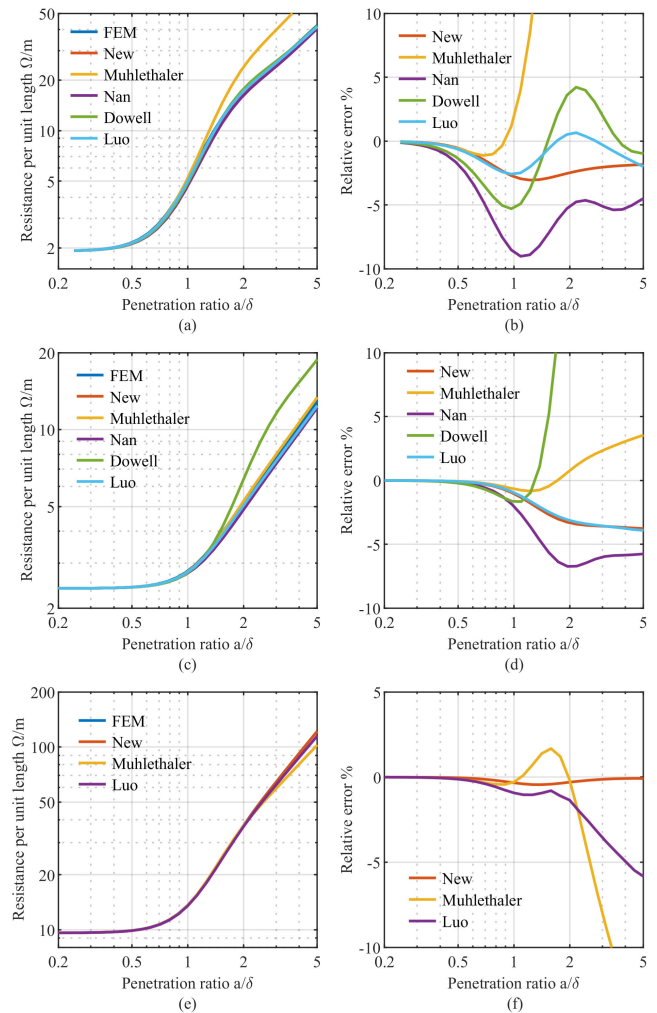 50
20
10
5
2
0.2
0.5
1
2
5
Resistance per unit length Ω/m
Penetration ratio a/δ
FEM
New
Muhlethaler
Nan
Dowell
Luo
(a)
10
5
0
-5
-10
0.2
0.5
1
2
5
Relative error %
Penetration ratio a/δ
New
Muhlethaler
Nan
Dowell
Luo
(b)
20
10
5
2
0.2
0.5
1
2
5
Resistance per unit length Ω/m
Penetration ratio a/δ
FEM
New
Muhlethaler
Nan
Dowell
Luo
(c)
10
5
0
-5
-10
0.2
0.5
1
2
5
Relative error %
Penetration ratio a/δ
New
Muhlethaler
Nan
Dowell
Luo
(d)
200
100
50
20
10
0.2
0.5
1
2
5
Resistance per unit length Ω/m
Penetration ratio a/δ
FEM
New
Muhlethaler
Luo
(e)
5
0
-5
-10
0.2
0.5
1
2
5
Relative error %
Penetration ratio a/δ
New
Muhlethaler
Luo
(f)